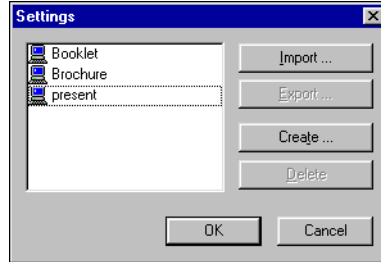 Settings
Booklet
Brochure
present
Import ...
Export ...
Create ...
Delete
OK
Cancel